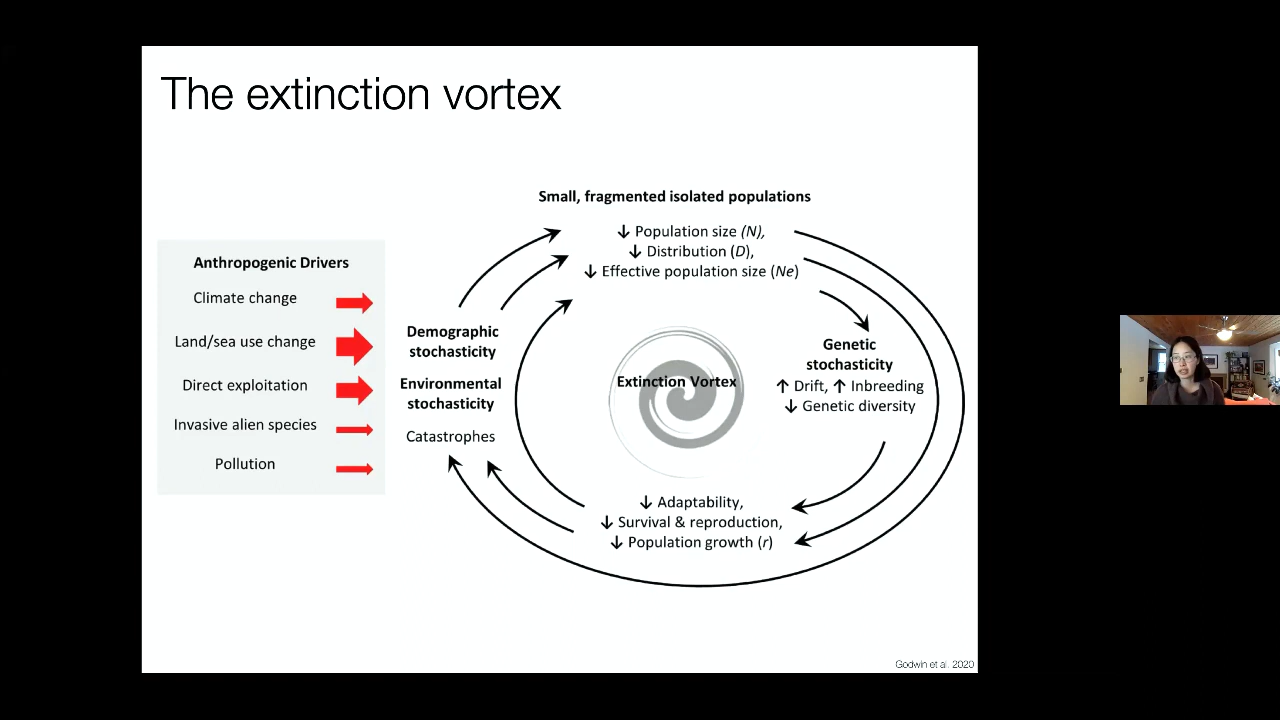 The extinction vortex
Small, fragmented isolated populations
↓ Population size (N),
↓ Distribution (D),
↓ Effective population size (Ne)
Anthropogenic Drivers
Climate change
Land/sea use change
Direct exploitation
Invasive alien species
Pollution
Demographic
stochasticity
Environmental
stochasticity
Catastrophes
Extinction Vortex
Genetic
stochasticity
↑ Drift, ↑ Inbreeding
↓ Genetic diversity
↓ Adaptability,
↓ Survival & reproduction,
↓ Population growth (r)
Godwin et al. 2020